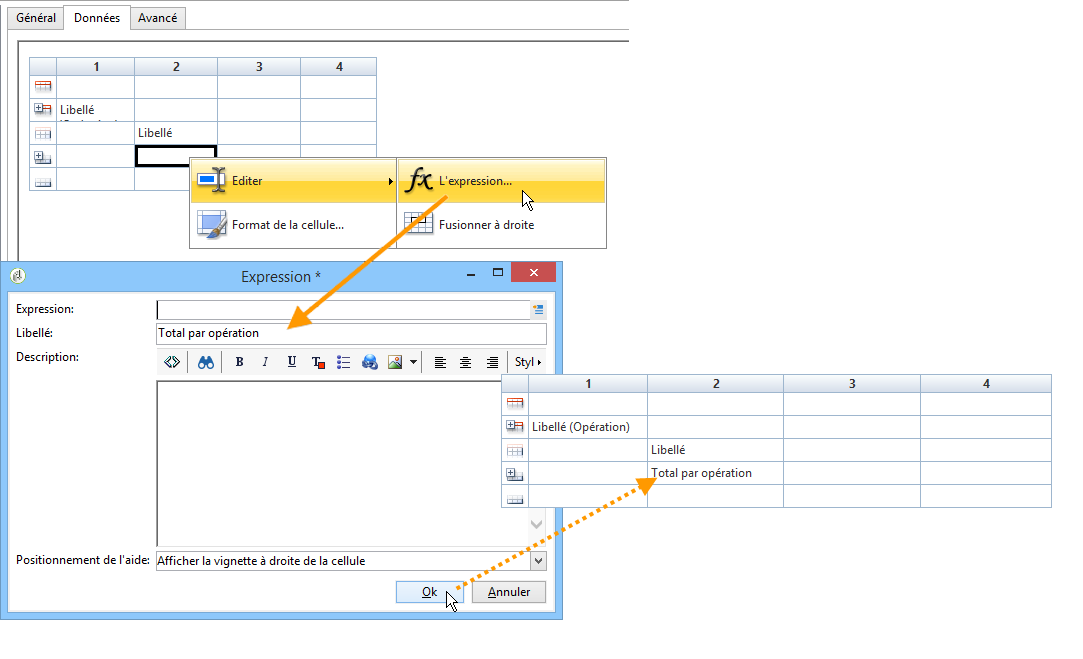 Général Données Avancé
1 2 3 4
Libellé
Libellé
Editer
L'expression...
Format de la cellule...
Fusionner à droite
Expression *
Expression:
Libellé: Total par opération
Description:
B I U T Styl
1 2 3 4
Libellé (Opération)
Libellé
Total par opération
Positionnement de l'aide: Afficher la vignette à droite de la cellule
Ok Annuler